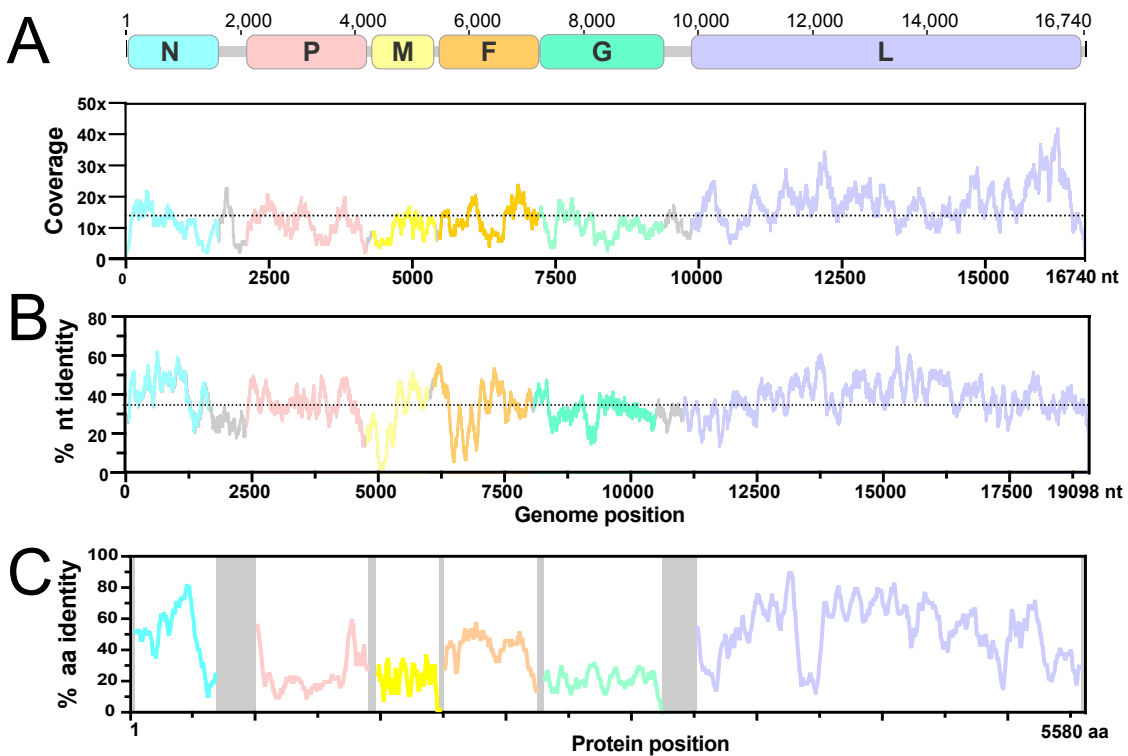 A
1 2,000 4,000 6,000 8,000 10,000 12,000 14,000 16,740
N P M F G L
Coverage
50x
40x
30x
20x
10x
0
0 2500 5000 7500 10000 12500 15000 16740 nt
B
% nt identity
80
60
40
20
0
0 2500 5000 7500 10000 12500 15000 17500 19098 nt
Genome position
C
% aa identity
100
80
60
40
20
0
1 5580 aa
Protein position